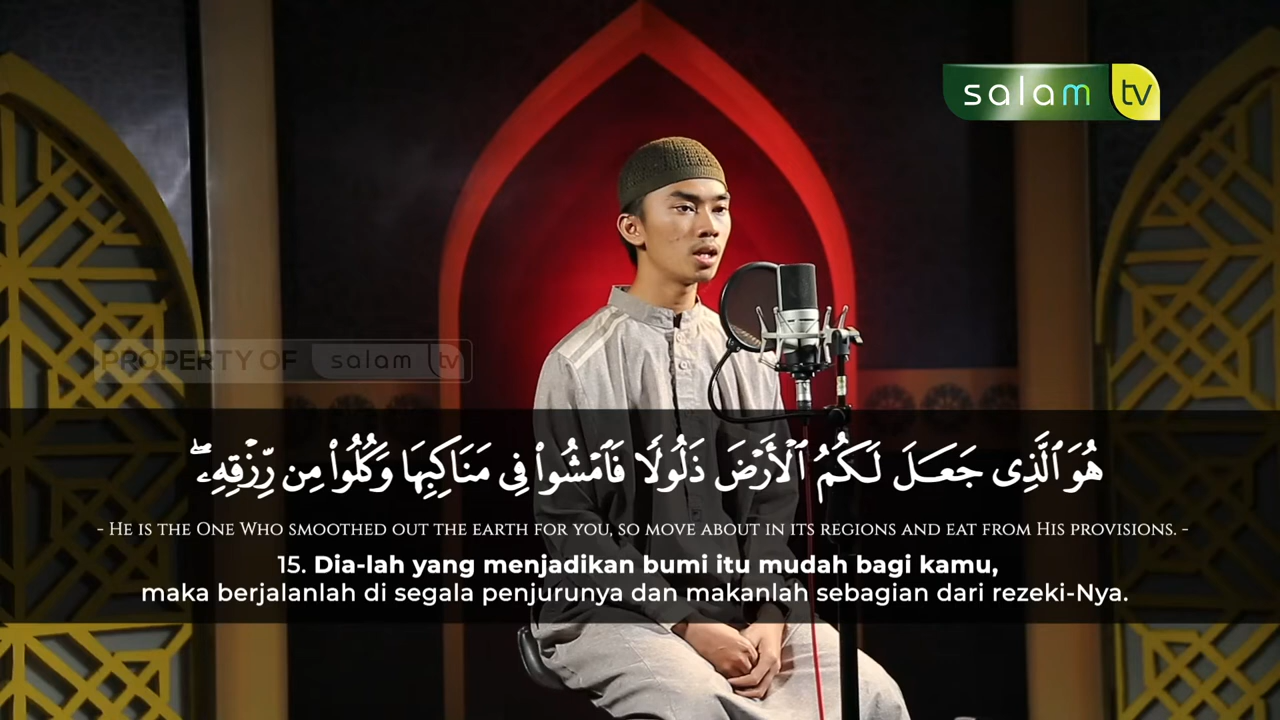 salam tv
PROPERTY OF salam tv
هُوَ ٱلَّذِى جَعَلَ لَكُمُ ٱلْأَرْضَ ذَلُولًا فَٱمْشُوا۟ فِى مَنَاكِبِهَا وَكُلُوا۟ مِن رِّزْقِهِۦ ۖ
- He is the One Who smoothed out the earth for you, so move about in its regions and eat from His provisions. -
15. Dia-lah yang menjadikan bumi itu mudah bagi kamu,
maka berjalanlah di segala penjurunya dan makanlah sebagian dari rezeki-Nya.